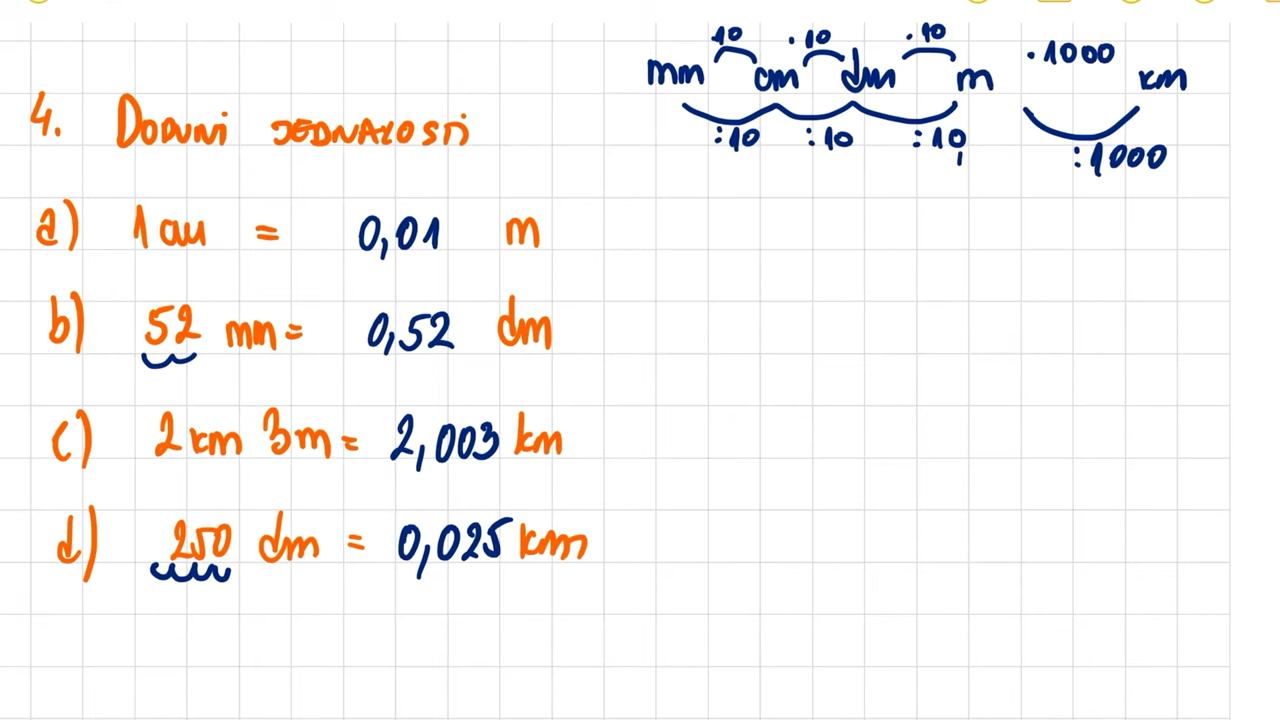 .10 .10 .10 .1000
mm cm dm m km
:10 :10 :10 :1000
4. DOPUNI JEDNAKOSTI
a) 1 cm = 0,01 m
b) 52 mm = 0,52 dm
c) 2 km 3m = 2,003 km
d) 250 dm = 0,025 km